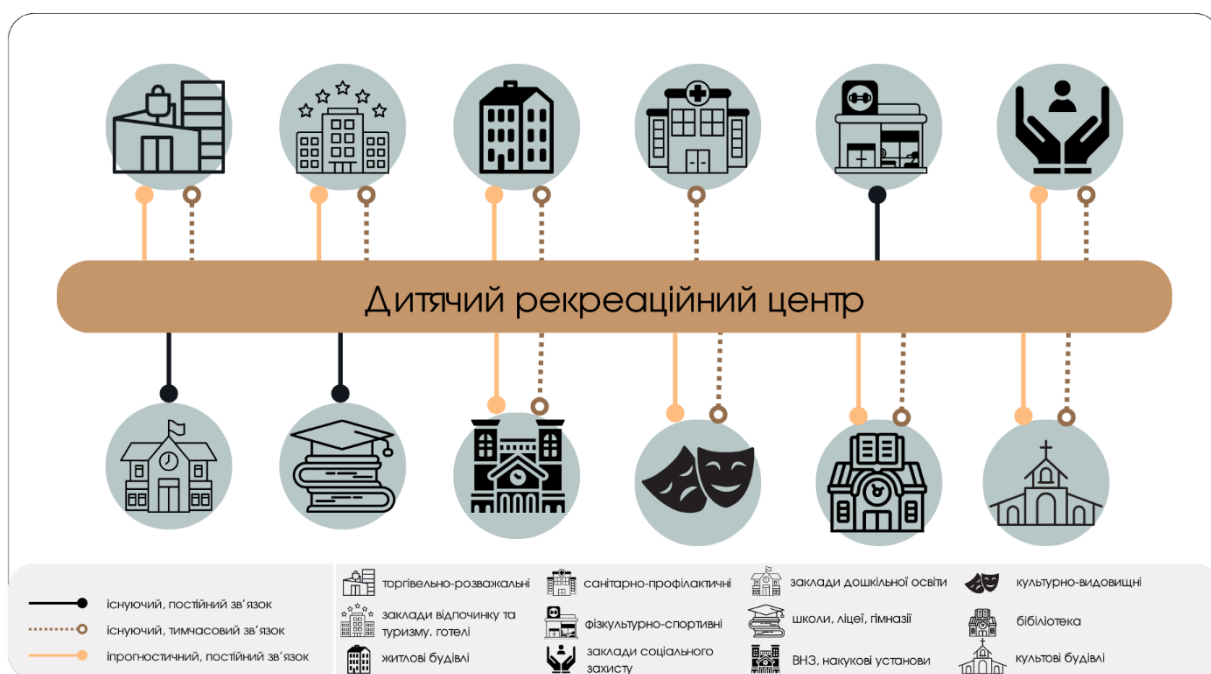 Дитячий рекреаційний центр
існуючий, постійний зв'язок
існуючий, тимчасовий зв'язок
іпрогностичний, постійний зв'язок
торгівельно-розважальні
заклади відпочинку та
туризму. готелі
житлові будівлі
санітарно-профілактичні
фізкультурно-спортивні
заклади соціального
захисту
заклади дошкільної освіти
школи, ліцеї, гімназії
ВНЗ, накукові установи
культурно-видовищні
бібіліотека
культові будівлі